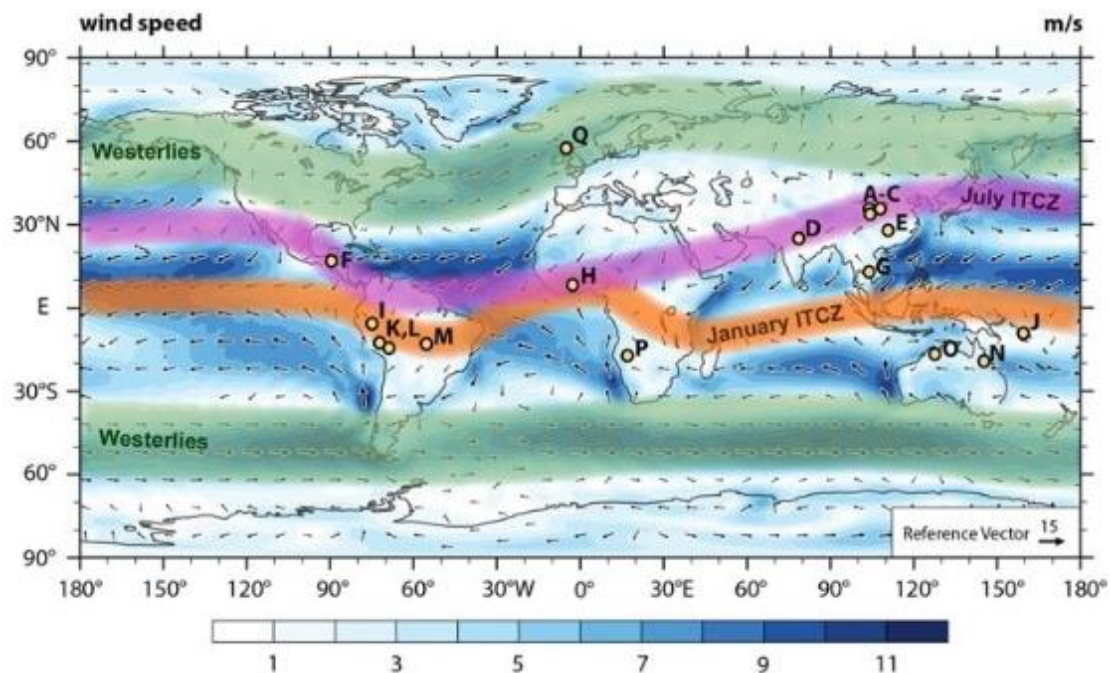 wind speed
m/s
90°
60°
30°N
E
30°S
60°
90°
Westerlies
Q
A-C
July ITCZ
E
D
F
G
H
I
K,L
M
January ITCZ
J
P
O
N
Westerlies
Reference Vector
15
180°
150°
120°
90°
60°
30°W
0°
30°E
60°
90°
120°
150°
180°
1
3
5
7
9
11